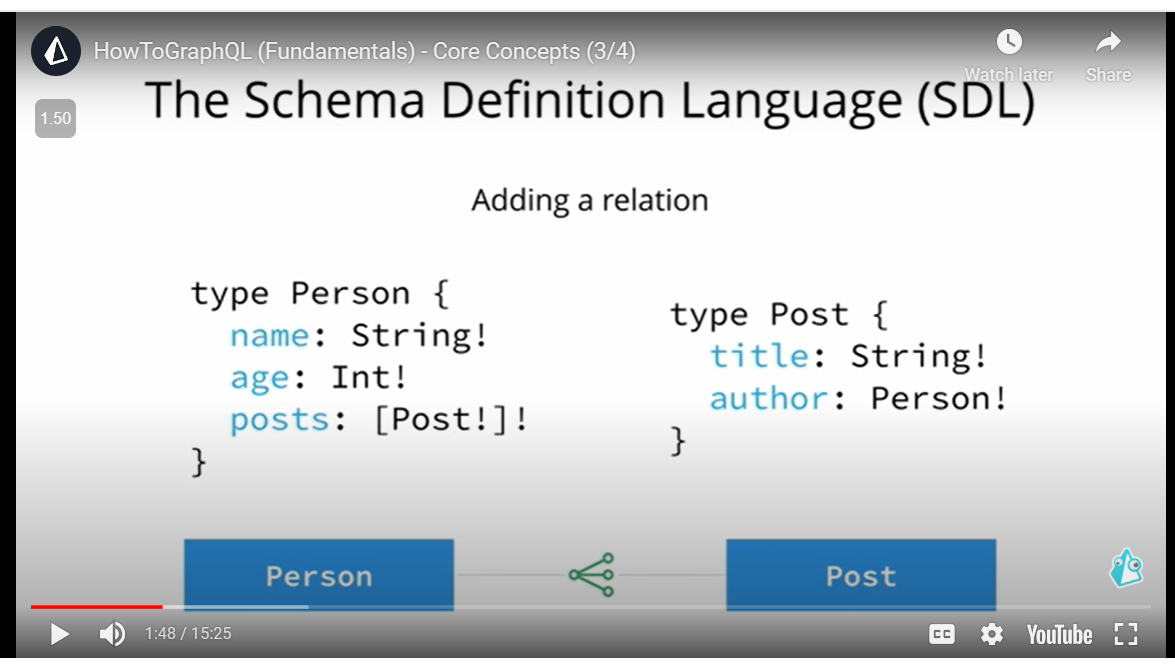 HowToGraphQL (Fundamentals) - Core Concepts (3/4)
Watch later
Share
1.50
The Schema Definition Language (SDL)
Adding a relation
type Person {
name: String!
age: Int!
posts: [Post!]!
}
type Post {
title: String!
author: Person!
}
Person
Post
1:48 / 15:25
CC
YouTube